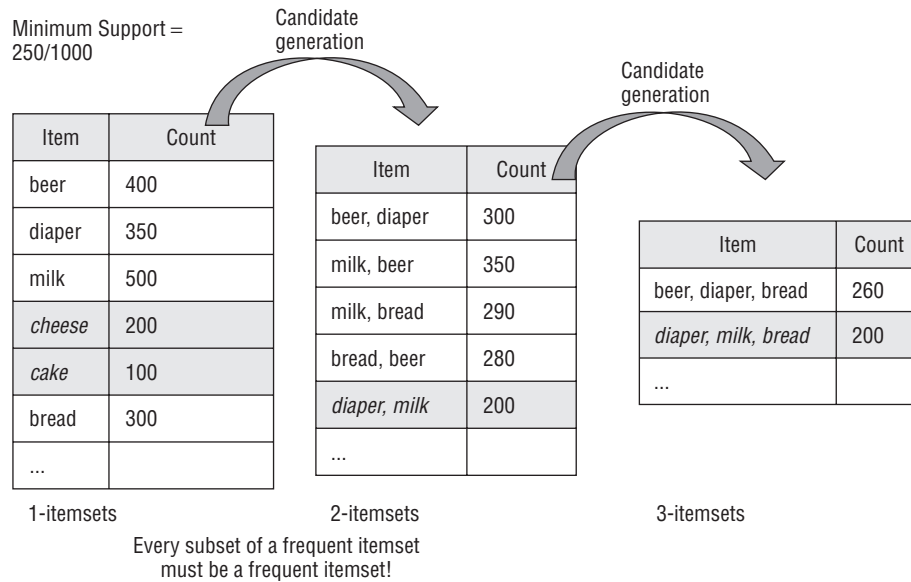 Minimum Support =
250/1000
Candidate
generation
Candidate
generation
Item Count
beer 400
diaper 350
milk 500
cheese 200
cake 100
bread 300
...
Item Count
beer, diaper 300
milk, beer 350
milk, bread 290
bread, beer 280
diaper, milk 200
...
Item Count
beer, diaper, bread 260
diaper, milk, bread 200
...
1-itemsets
2-itemsets
3-itemsets
Every subset of a frequent itemset
must be a frequent itemset!